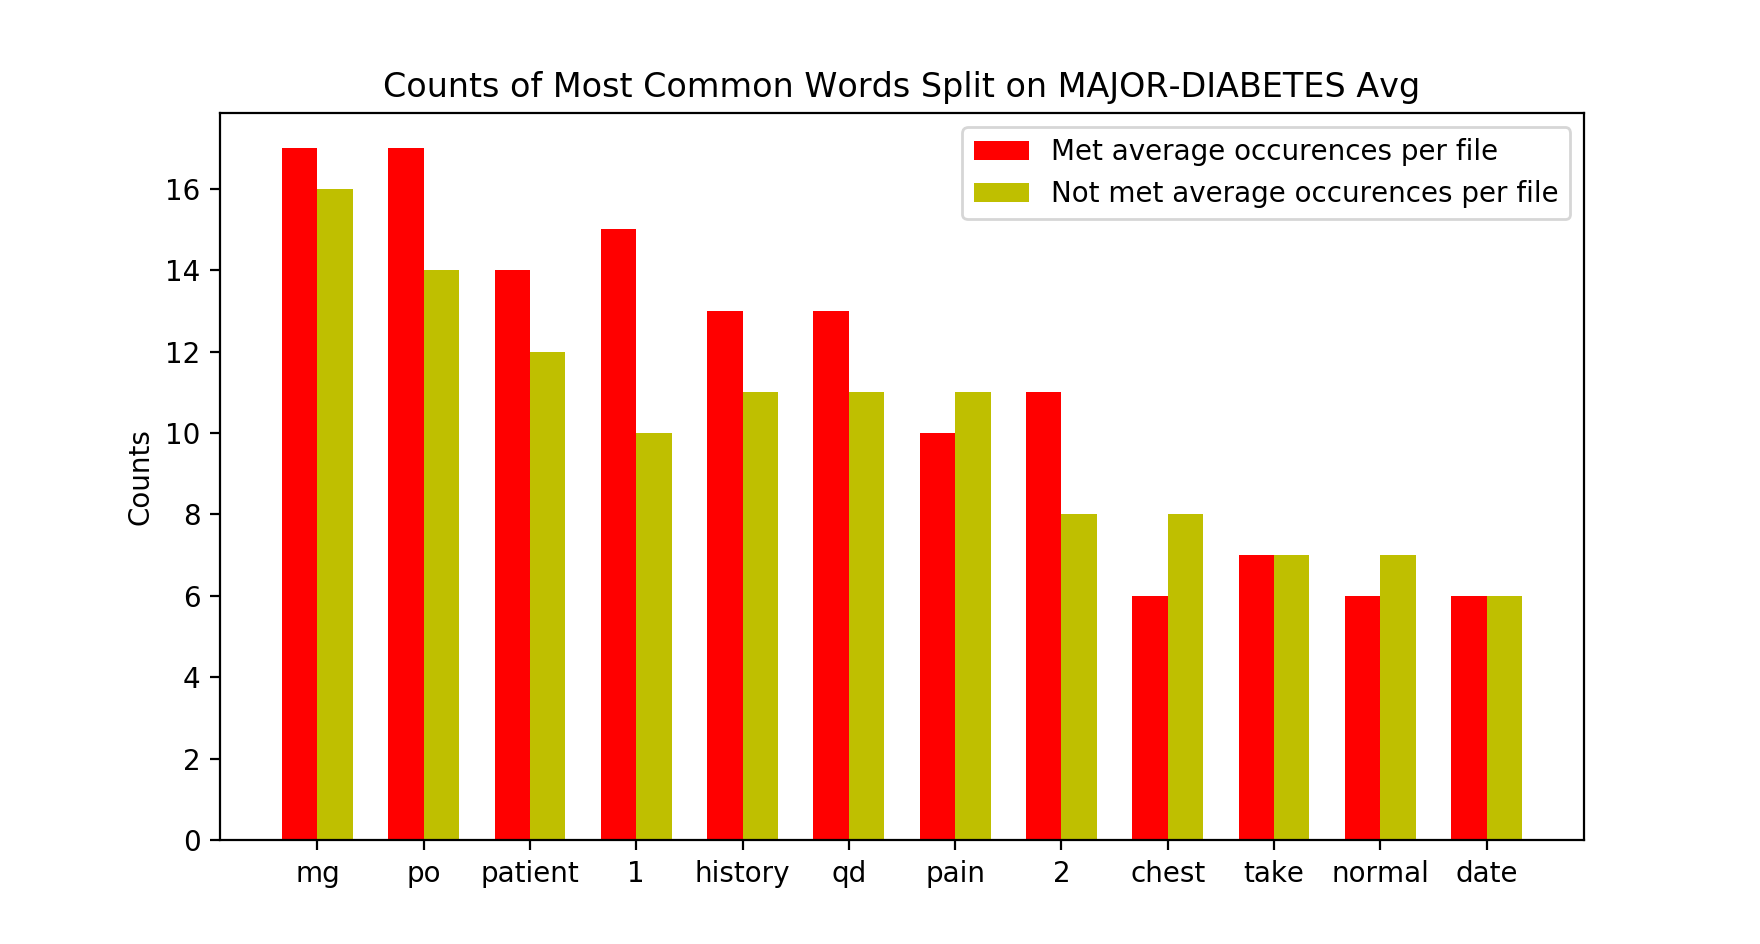 Counts of Most Common Words Split on MAJOR-DIABETES Avg
Met average occurences per file
Not met average occurences per file
Counts
16
14
12
10
8
6
4
2
0
mg po patient 1 history qd pain 2 chest take normal date